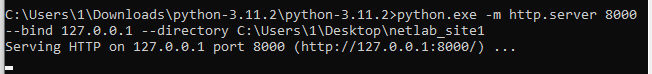 C:\Users\1\Downloads\python-3.11.2\python-3.11.2>python.exe -m http.server 8000
--bind 127.0.0.1 --directory C:\Users\1\Desktop\netlab_site1
Serving HTTP on 127.0.0.1 port 8000 (http://127.0.0.1:8000/) ...